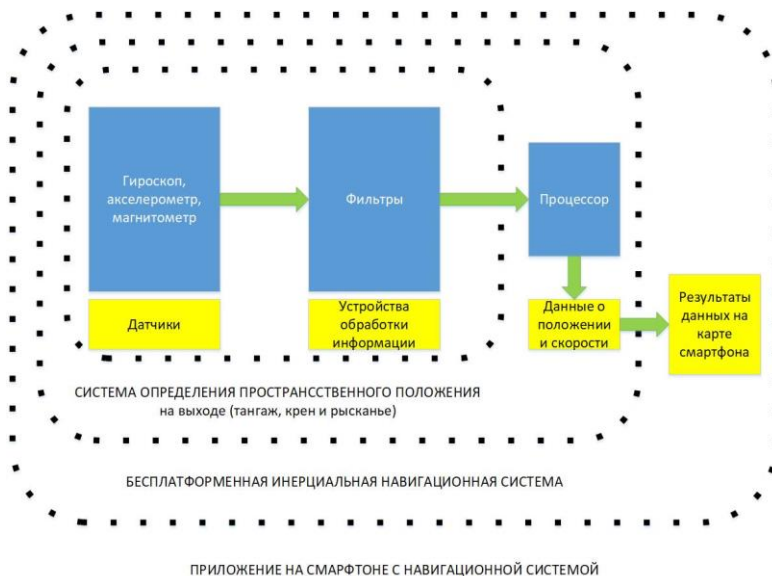 Гироскоп,
акселерометр,
магнитометр
Фильтры
Процессор
Датчики
Устройства
обработки
информации
Данные о
положении
и скорости
Результаты
данных на
карте
смартфона
СИСТЕМА ОПРЕДЕЛЕНИЯ ПРОСТРАНССТВЕННОГО ПОЛОЖЕНИЯ
на выходе (тангаж, крен и рысканье)
БЕСПЛАТФОРМЕННАЯ ИНЕРЦИАЛЬНАЯ НАВИГАЦИОННАЯ СИСТЕМА
ПРИЛОЖЕНИЕ НА СМАРФТОНЕ С НАВИГАЦИОННОЙ СИСТЕМОЙ